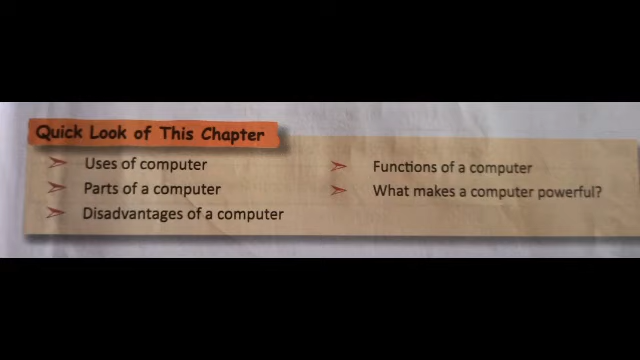 Quick Look of This Chapter
Uses of computer
Parts of a computer
Disadvantages of a computer
Functions of a computer
What makes a computer powerful?